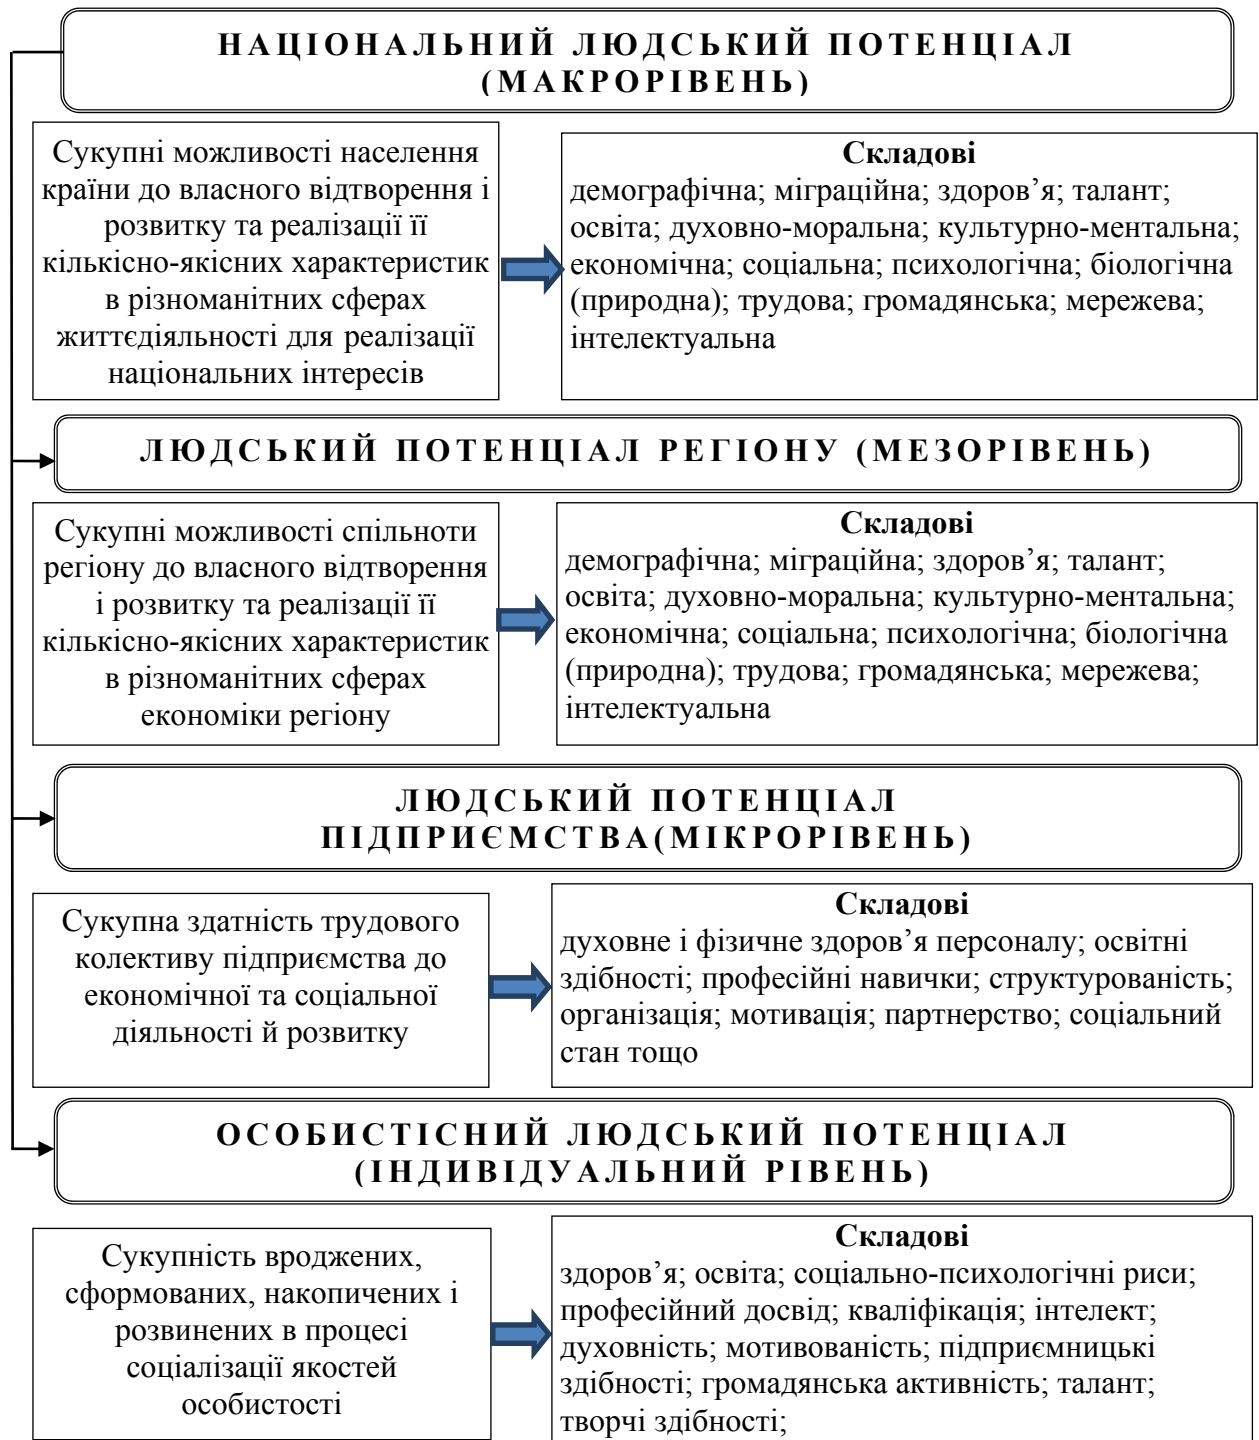 НАЦІОНАЛЬНИЙ ЛЮДСЬКИЙ ПОТЕНЦІАЛ
(МАКРОРІВЕНЬ)
Сукупні можливості населення
країни до власного відтворення і
розвитку та реалізації її
кількісно-якісних характеристик
в різноманітних сферах
життєдіяльності для реалізації
національних інтересів
Складові
демографічна; міграційна; здоров’я; талант;
освіта; духовно-моральна; культурно-ментальна;
економічна; соціальна; психологічна; біологічна
(природна); трудова; громадянська; мережева;
інтелектуальна
ЛЮДСЬКИЙ ПОТЕНЦІАЛ РЕГІОНУ (МЕЗОРІВЕНЬ)
Сукупні можливості спільноти
регіону до власного відтворення
і розвитку та реалізації її
кількісно-якісних характеристик
в різноманітних сферах
економіки регіону
Складові
демографічна; міграційна; здоров’я; талант;
освіта; духовно-моральна; культурно-ментальна;
економічна; соціальна; психологічна; біологічна
(природна); трудова; громадянська; мережева;
інтелектуальна
ЛЮДСЬКИЙ ПОТЕНЦІАЛ
ПІДПРИЄМСТВА(МІКРОРІВЕНЬ)
Сукупна здатність трудового
колективу підприємства до
економічної та соціальної
діяльності й розвитку
Складові
духовне і фізичне здоров’я персоналу; освітні
здібності; професійні навички; структурованість;
організація; мотивація; партнерство; соціальний
стан тощо
ОСОБИСТІСНИЙ ЛЮДСЬКИЙ ПОТЕНЦІАЛ
(ІНДИВІДУАЛЬНИЙ РІВЕНЬ)
Сукупність вроджених,
сформованих, накопичених і
розвинених в процесі
соціалізації якостей
особистості
Складові
здоров’я; освіта; соціально-психологічні риси;
професійний досвід; кваліфікація; інтелект;
духовність; мотивованість; підприємницькі
здібності; громадянська активність; талант;
творчі здібності;